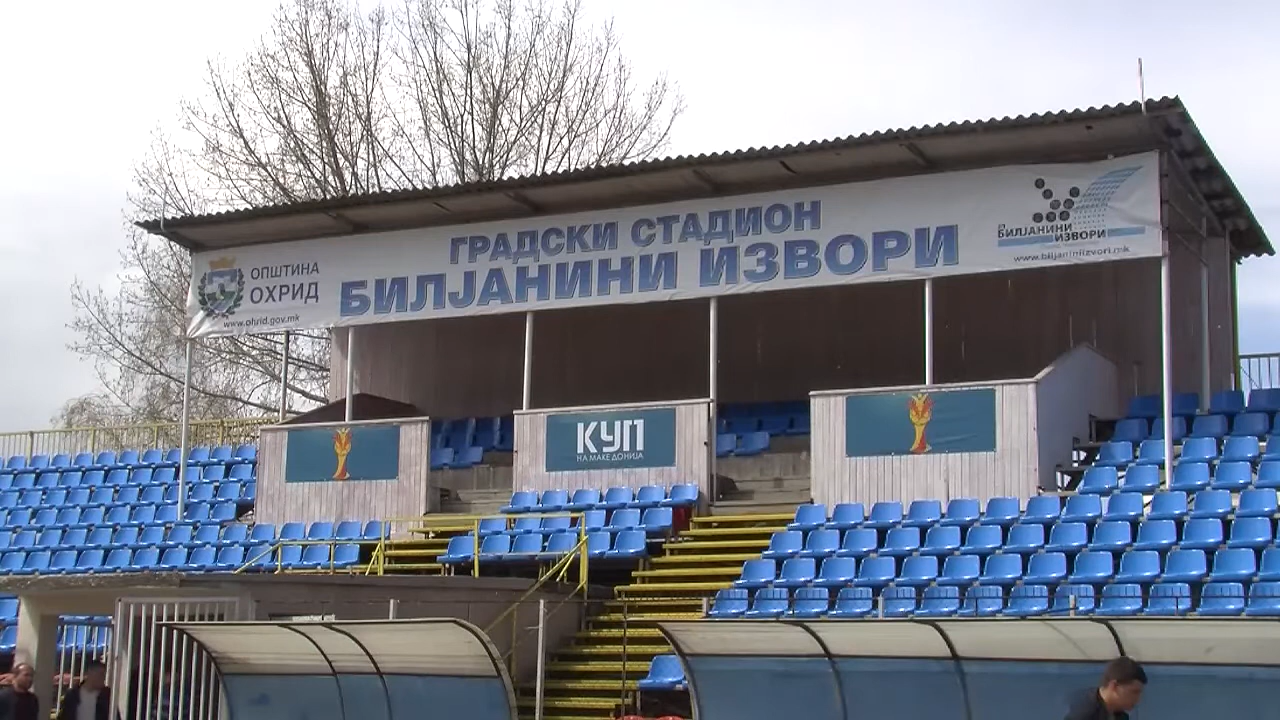 ГРАДСКИ СТАДИОН
БИЛЈАНИНИ ИЗВОРИ
ОПШТИНА
ОХРИД
www.ohrid.gov.mk
БИЛЈАНИНИ
ИЗВОРИ
www.biljaniniizvori.mk
КУП
НА МАКЕДОНИЈА